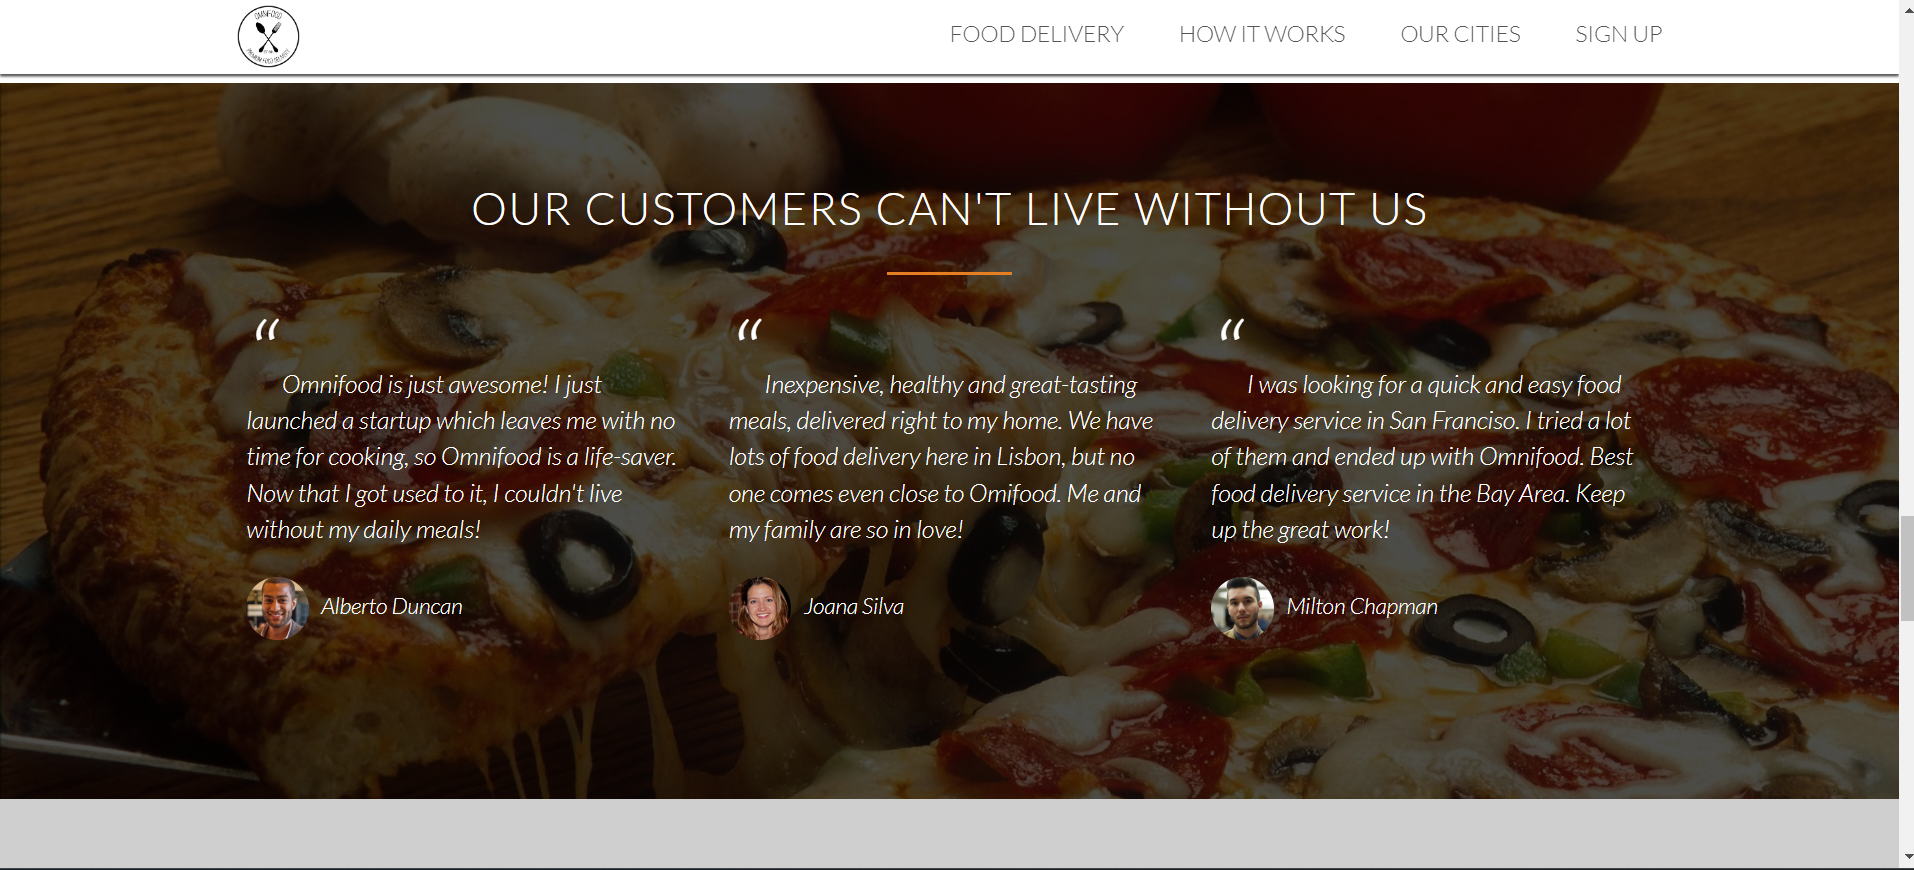 OMNIFOOD
PREMIUM FOOD DELIVERY
FOOD DELIVERY
HOW IT WORKS
OUR CITIES
SIGN UP
OUR CUSTOMERS CAN'T LIVE WITHOUT US
“
Omnifood is just awesome! I just
launched a startup which leaves me with no
time for cooking, so Omnifood is a life-saver.
Now that I got used to it, I couldn't live
without my daily meals!
Alberto Duncan
“
Inexpensive, healthy and great-tasting
meals, delivered right to my home. We have
lots of food delivery here in Lisbon, but no
one comes even close to Omifood. Me and
my family are so in love!
Joana Silva
“
I was looking for a quick and easy food
delivery service in San Franciso. I tried a lot
of them and ended up with Omnifood. Best
food delivery service in the Bay Area. Keep
up the great work!
Milton Chapman